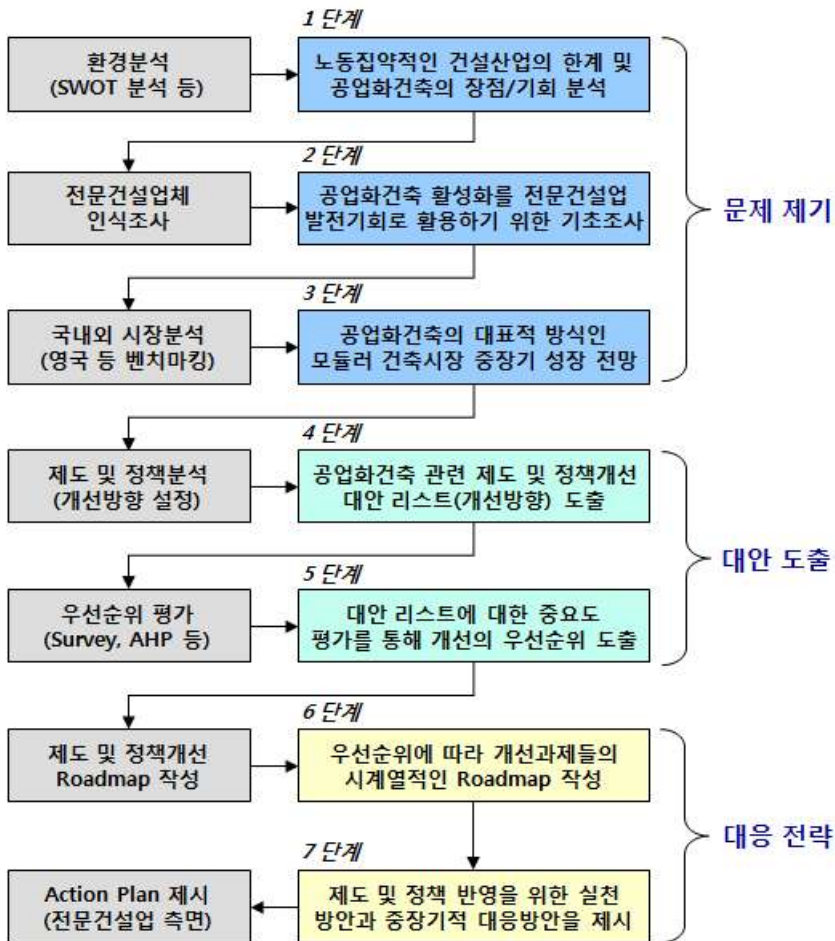 1 단계
환경분석
(SWOT 분석 등)
노동집약적인 건설산업의 한계 및
공업화건축의 장점/기회 분석
2 단계
전문건설업체
인식조사
공업화건축 활성화를 전문건설업
발전기회로 활용하기 위한 기초조사
문제 제기
3 단계
국내외 시장분석
(영국 등 벤치마킹)
공업화건축의 대표적 방식인
모듈러 건축시장 중장기 성장 전망
4 단계
제도 및 정책분석
(개선방향 설정)
공업화건축 관련 제도 및 정책개선
대안 리스트(개선방향) 도출
대안 도출
5 단계
우선순위 평가
(Survey, AHP 등)
대안 리스트에 대한 중요도
평가를 통해 개선의 우선순위 도출
6 단계
제도 및 정책개선
Roadmap 작성
우선순위에 따라 개선과제들의
시계열적인 Roadmap 작성
대응 전략
7 단계
Action Plan 제시
(전문건설업 측면)
제도 및 정책 반영을 위한 실천
방안과 중장기적 대응방안을 제시